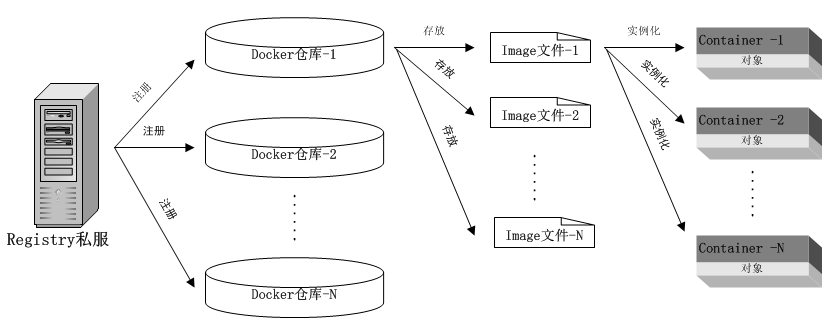 Registry私服
注册
注册
注册
Docker仓库-1
Docker仓库-2
Docker仓库-N
存放
存放
存放
Image文件-1
Image文件-2
Image文件-N
实例化
实例化
实例化
Container -1
对象
Container -2
对象
Container -N
对象